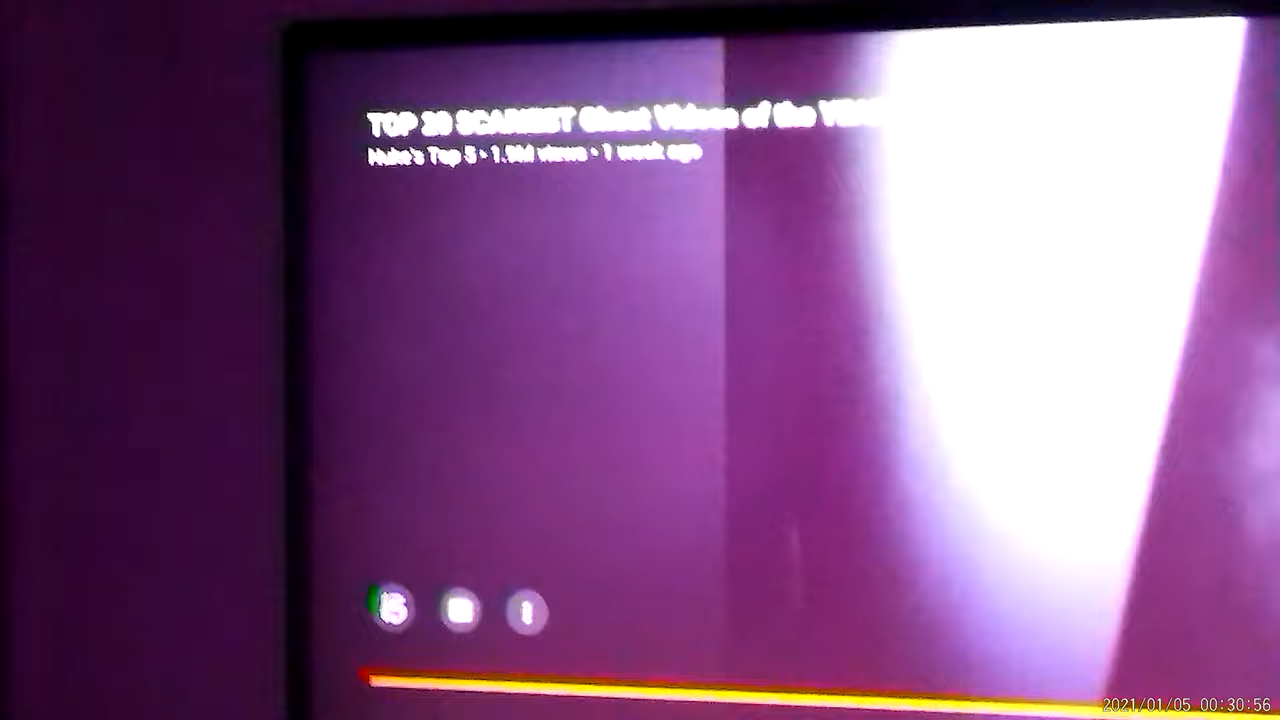 TOP 20 SCARIEST Ghost Videos of the YEAR
Nuke's Top 5 • 1.9M views • 1 week ago
2021/01/05 00:30:56